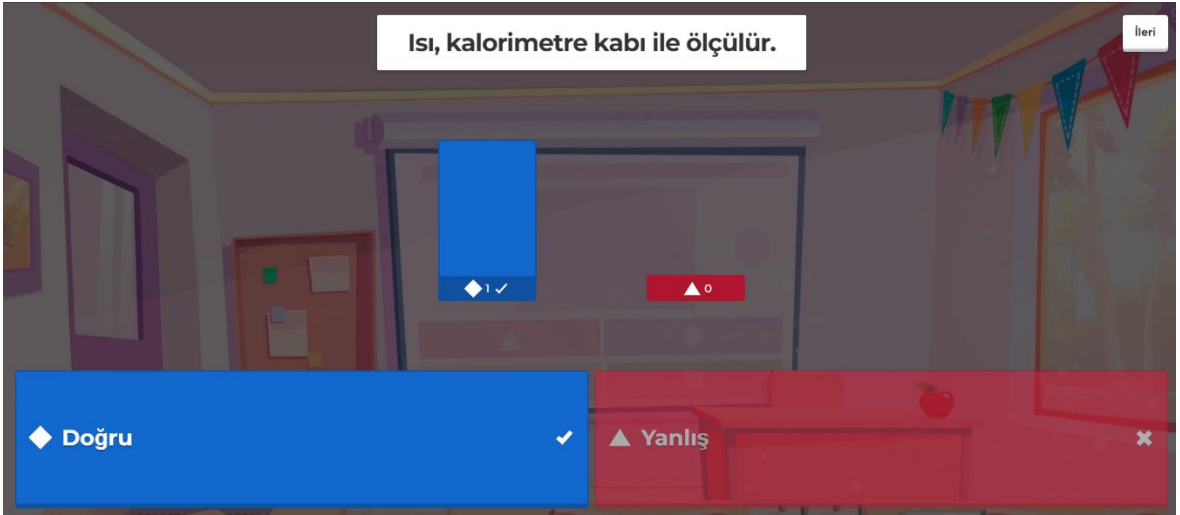 Isı, kalorimetre kabı ile ölçülür.
İleri
1
0
Doğru
Yanlış